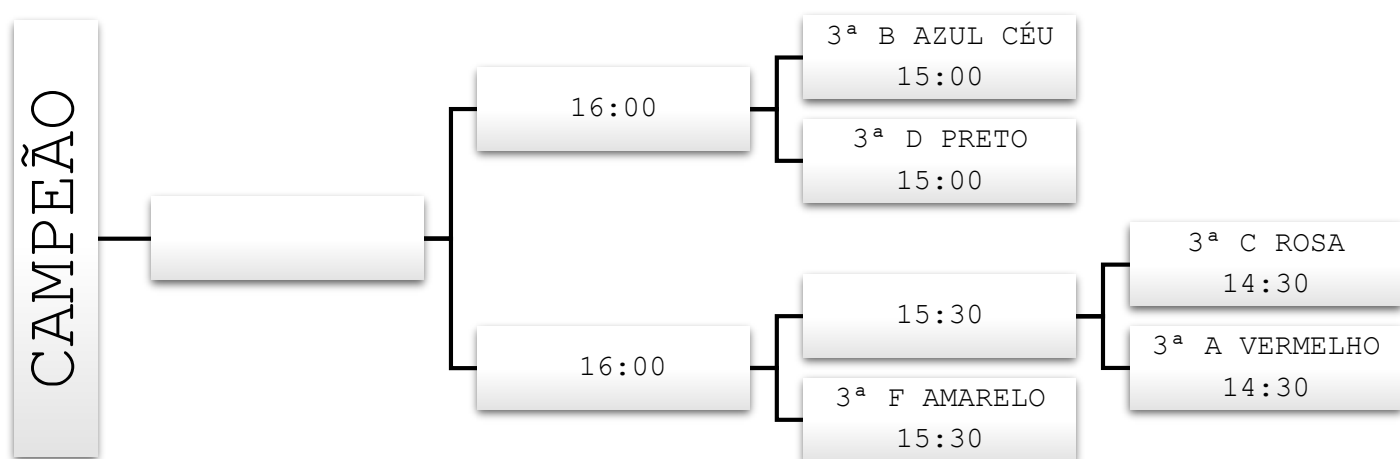 CAMPEÃO
16:00
3ª B AZUL CÉU
15:00
3ª D PRETO
15:00
16:00
15:30
3ª C ROSA
14:30
3ª A VERMELHO
14:30
3ª F AMARELO
15:30